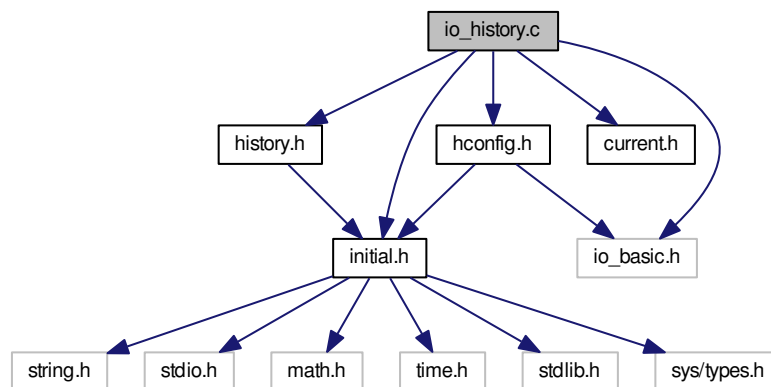 io_history.c
history.h
hconfig.h
current.h
initial.h
io_basic.h
string.h
stdio.h
math.h
time.h
stdlib.h
sys/types.h